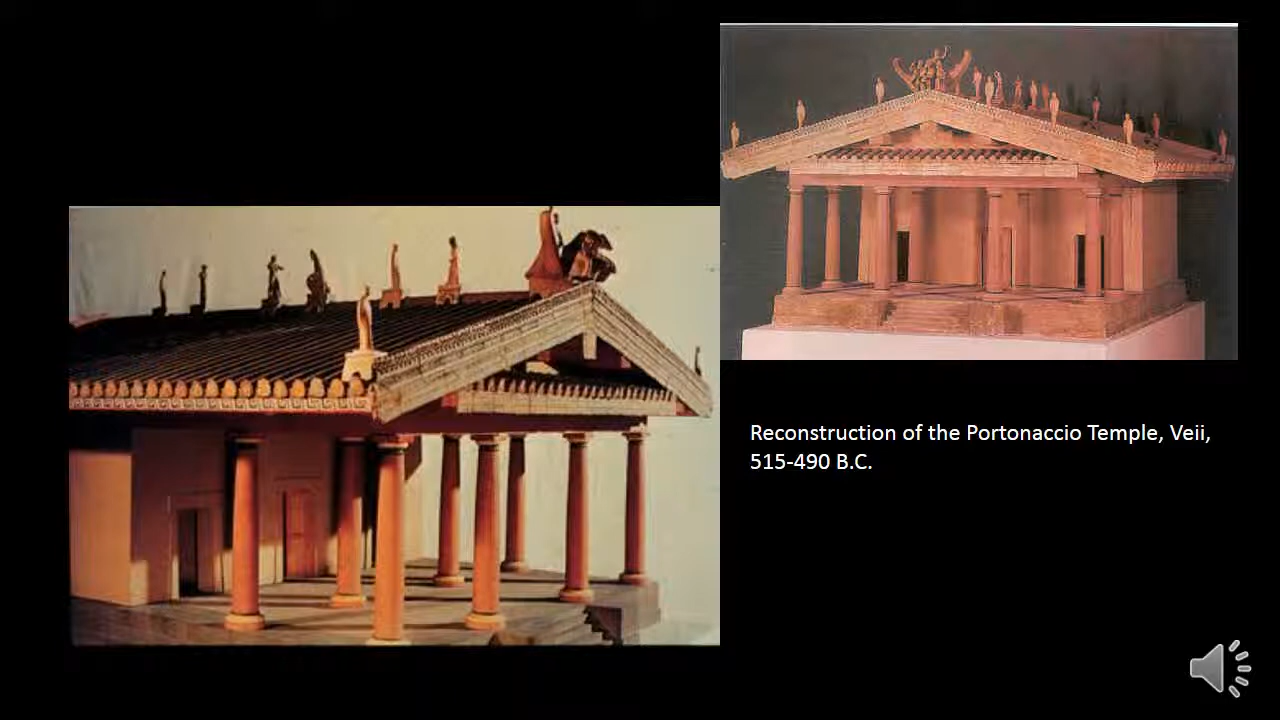 Reconstruction of the Portonaccio Temple, Veii,
515-490 B.C.